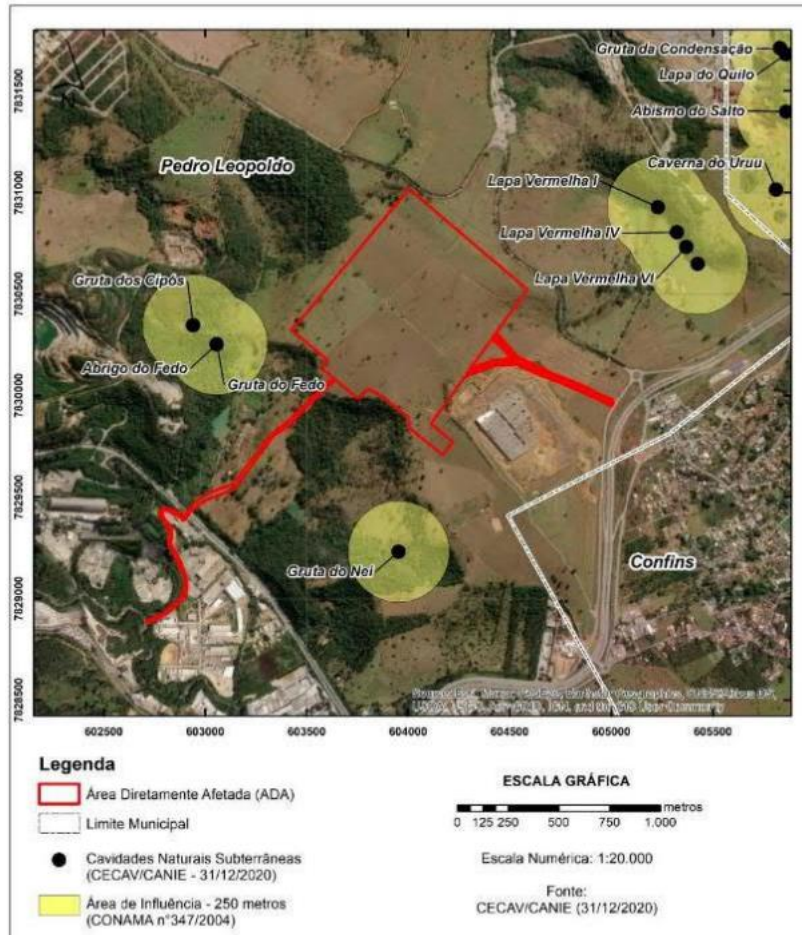 Gruta da Condensação
Lapa do Quilo
Abismo do Salto
Pedro Leopoldo
Caverna do Uruu
Lapa Vermelha I
Lapa Vermelha IV
Lapa Vermelha VI
Gruta dos Cipós
Abrigo do Fedo
Gruta do Fedo
Gruta do Nei
Confins
7831500
7831000
7830500
7830000
7829500
7829000
7828500
602500 603000 603500 604000 604500 605000 605500
Legenda
Área Diretamente Afetada (ADA)
Limite Municipal
Cavidades Naturais Subterrâneas
(CECAV/CANIE - 31/12/2020)
Área de Influência - 250 metros
(CONAMA n°347/2004)
ESCALA GRÁFICA
metros
0 125 250 500 750 1.000
Escala Numérica: 1:20.000
Fonte:
CECAV/CANIE (31/12/2020)